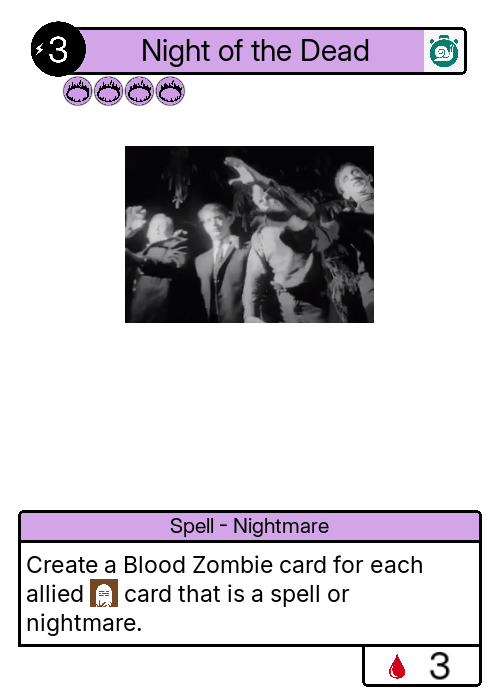 3
Night of the Dead
Spell - Nightmare
Create a Blood Zombie card for each
allied card that is a spell or
nightmare.
3